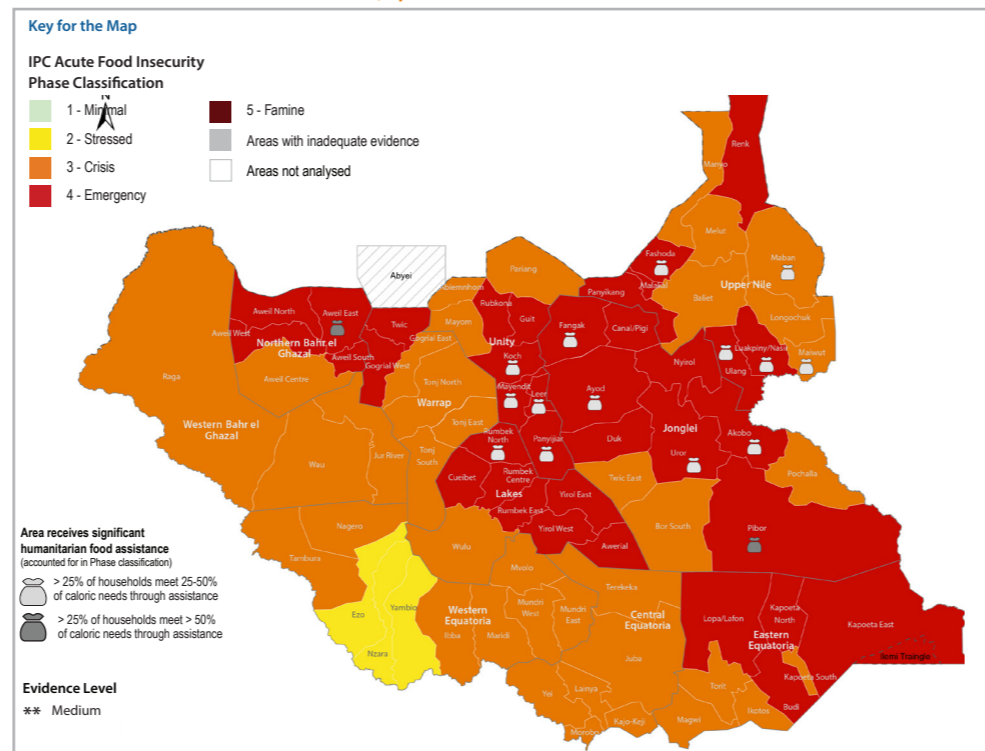 Key for the Map
IPC Acute Food Insecurity
Phase Classification
N
1 - Minimal
2 - Stressed
3 - Crisis
4 - Emergency
5 - Famine
Areas with inadequate evidence
Areas not analysed
Renk
Manyo
Melut
Fashoda
Maban
Abyei
Pariang
Abiemnhom
Panyikang
Malakal
Baliet
Upper Nile
Aweil North
Aweil East
Twic
Rubkona
Guit
Fangak
Canal/Pigi
Longochuk
Aweil West
Mayom
Gogrial East
Northern Bahr el
Ghazal
Unity
Luakpiny/Nasir
Maiwut
Aweil South
Gogrial West
Koch
Nyirol
Ulang
Raga
Aweil Centre
Tonj North
Mayendit
Leer
Ayod
Warrap
Western Bahr el
Ghazal
Tonj East
Rumbek
North
Panyijiar
Duk
Jonglei
Akobo
Uror
Wau
Jur River
Tonj
South
Cueibet
Rumbek
Centre
Twic East
Pochalla
Lakes
Yirol East
Rumbek East
Bor South
Nagero
Yirol West
Pibor
Area receives significant
humanitarian food assistance
(accounted for in Phase classification)
Awerial
Wulu
Tambura
Mvolo
> 25% of households meet 25-50%
of caloric needs through assistance
Terekeka
Ezo
Yambio
Western
Equatoria
Mundri
West
Mundri
East
Central
Equatoria
Lopa/Lafon
Kapoeta
North
Kapoeta East
> 25% of households meet > 50%
of caloric needs through assistance
Ibba
Maridi
Eastern
Equatoria
Nzara
Juba
Ilemi Traingle
Kapoeta South
Evidence Level
Yei
Lainya
Torit
** Medium
Morobo
Kajo-Keji
Magwi
Ikotos
Budi